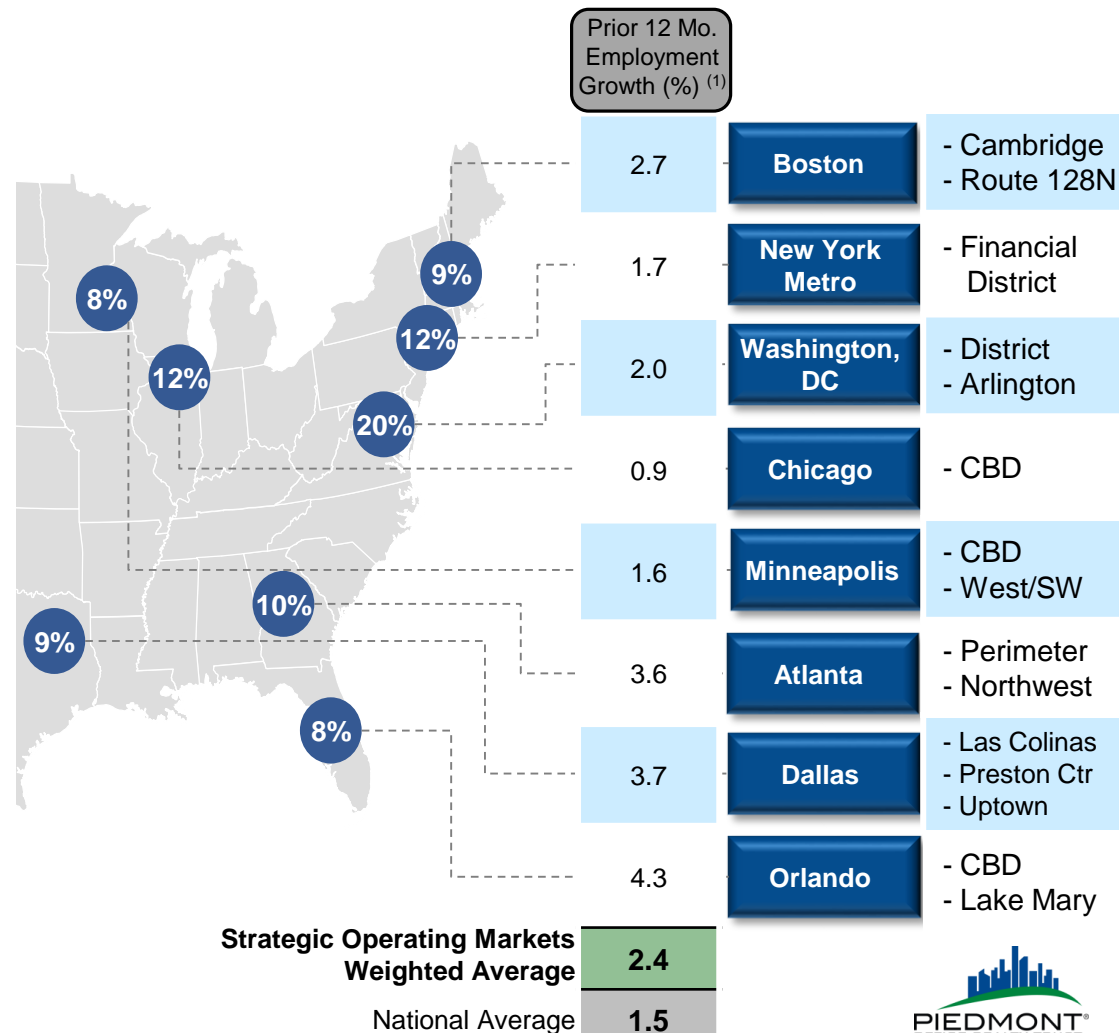 Prior 12 Mo.
Employment
Growth (%) (1)
2.7
Boston
- Cambridge
- Route 128N
1.7
New York
Metro
- Financial
District
2.0
Washington,
DC
- District
- Arlington
0.9
Chicago
- CBD
1.6
Minneapolis
- CBD
- West/SW
3.6
Atlanta
- Perimeter
- Northwest
3.7
Dallas
- Las Colinas
- Preston Ctr
- Uptown
4.3
Orlando
- CBD
- Lake Mary
9%
8%
12%
12%
20%
10%
9%
8%
Strategic Operating Markets
Weighted Average
2.4
National Average
1.5
PIEDMONT®